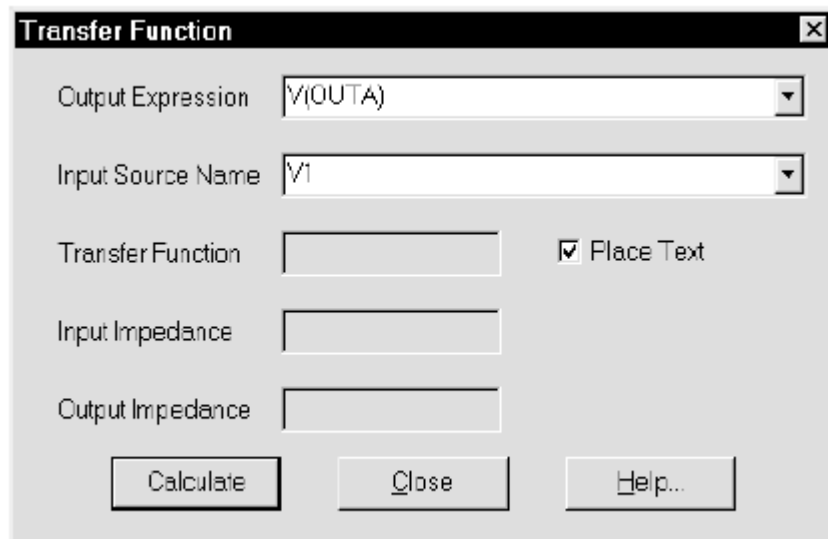 Transfer Function
Output Expression V(OUTA)
Input Source Name V1
Transfer Function Place Text
Input Impedance
Output Impedance
Calculate Close Help...